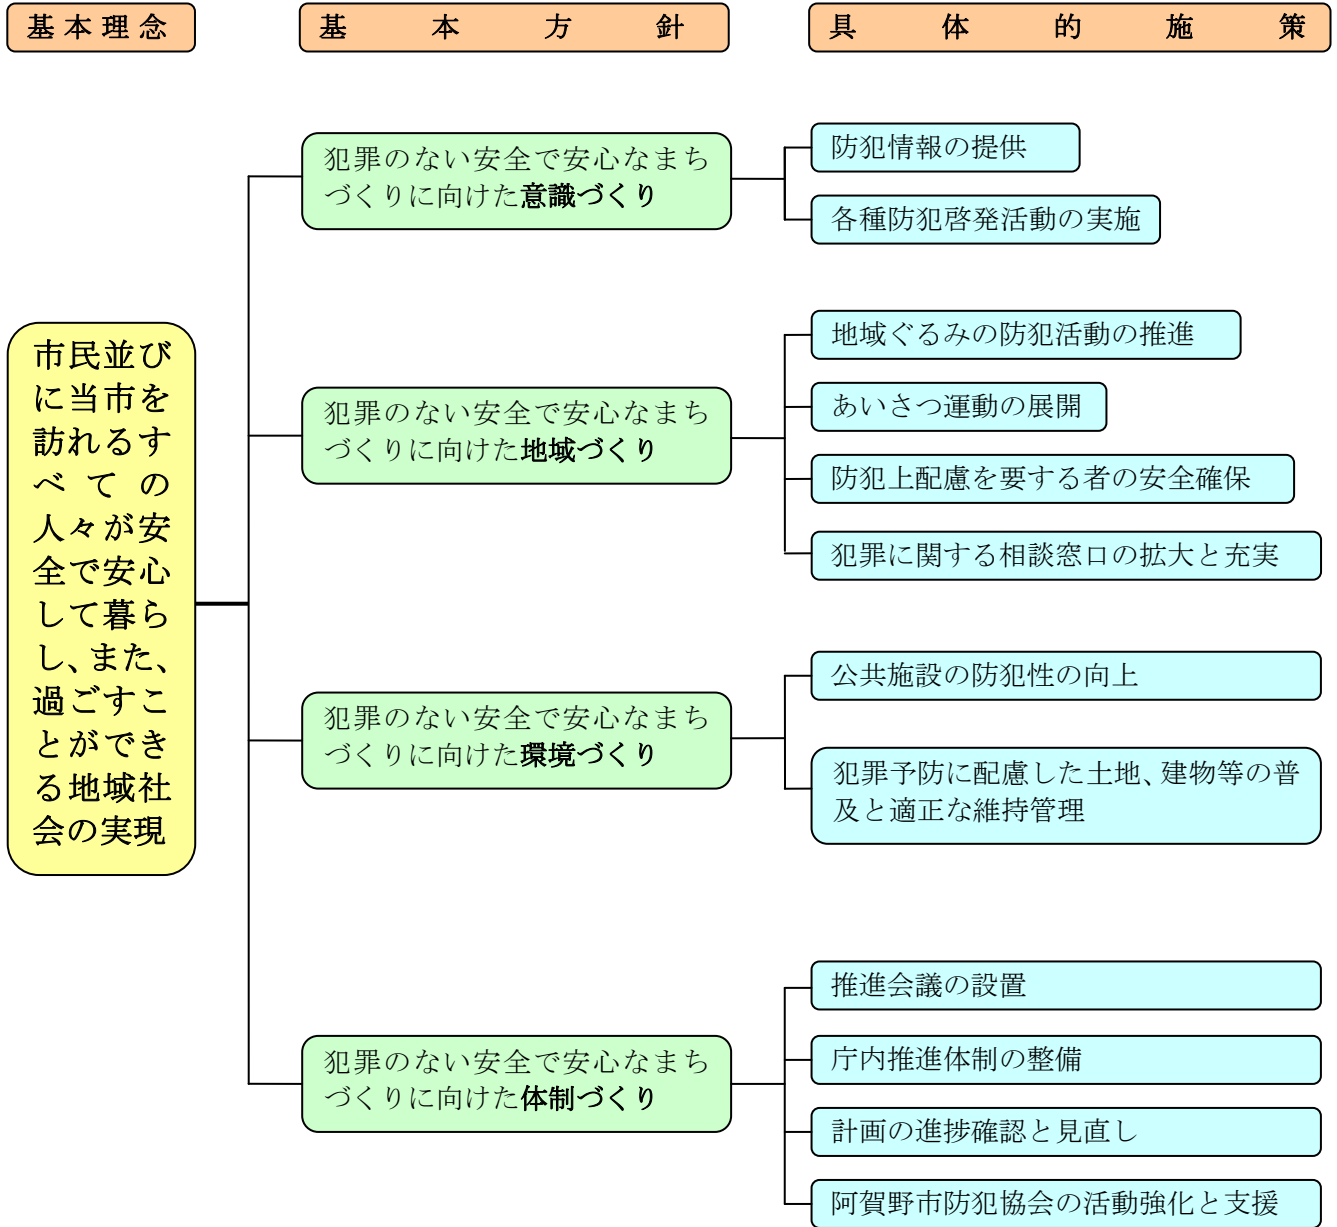 基本理念
基本方針
具体的施策
市民並び
に当市を
訪れるす
べての
人々が安
全で安心
して暮ら
し、また、
過ごすこ
とができ
る地域社
会の実現
犯罪のない安全で安心なまち
づくりに向けた意識づくり
防犯情報の提供
各種防犯啓発活動の実施
犯罪のない安全で安心なまち
づくりに向けた地域づくり
地域ぐるみの防犯活動の推進
あいさつ運動の展開
防犯上配慮を要する者の安全確保
犯罪に関する相談窓口の拡大と充実
犯罪のない安全で安心なまち
づくりに向けた環境づくり
公共施設の防犯性の向上
犯罪予防に配慮した土地、建物等の普
及と適正な維持管理
犯罪のない安全で安心なまち
づくりに向けた体制づくり
推進会議の設置
庁内推進体制の整備
計画の進捗確認と見直し
阿賀野市防犯協会の活動強化と支援